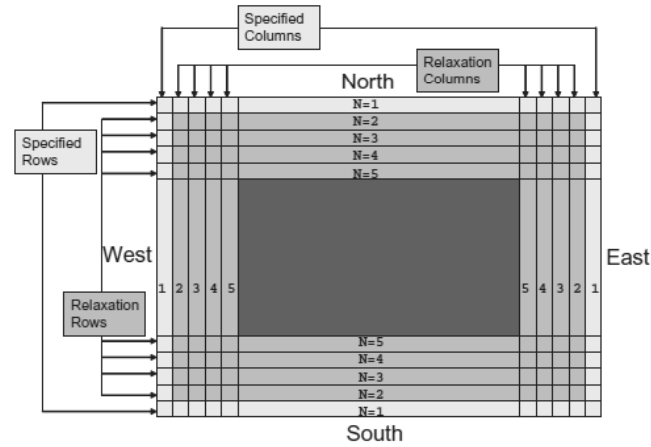 Specified
Columns
Relaxation
Columns
North
N=1
N=2
N=3
N=4
N=5
Specified
Rows
West
East
1 2 3 4 5
5 4 3 2 1
Relaxation
Rows
N=5
N=4
N=3
N=2
N=1
South